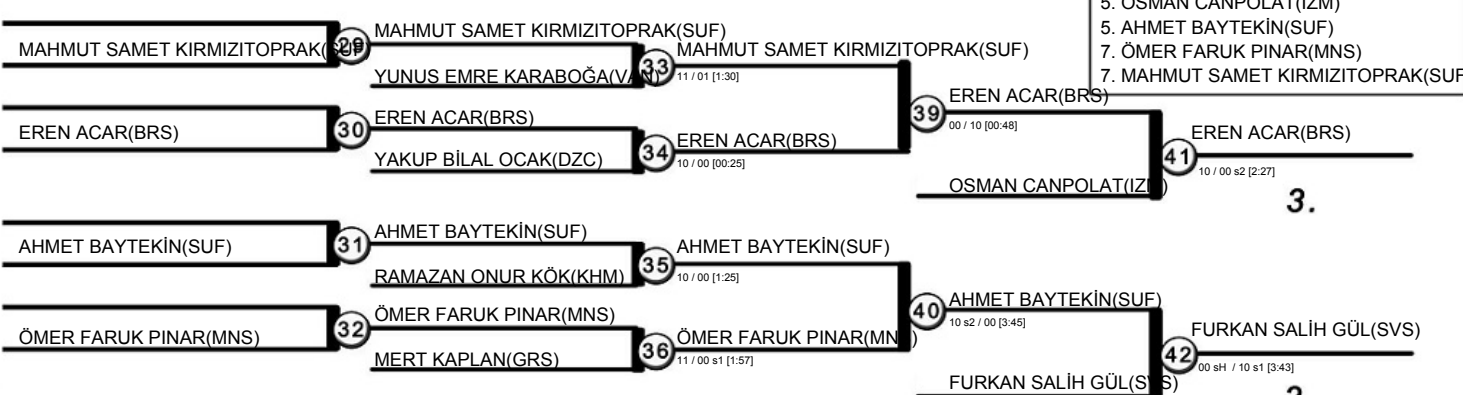 5. OSMAN CANPOLAT(İZM)
5. AHMET BAYTEKİN(SUF)
7. ÖMER FARUK PINAR(MNS)
7. MAHMUT SAMET KIRMIZITOPRAK(SUF
MAHMUT SAMET KIRMIZITOPRAK(SUF)
29
MAHMUT SAMET KIRMIZITOPRAK(SUF)
YUNUS EMRE KARABOĞA(VAN)
33
MAHMUT SAMET KIRMIZITOPRAK(SUF)
11 / 01 [1:30]
EREN ACAR(BRS)
30
EREN ACAR(BRS)
YAKUP BİLAL OCAK(DZC)
34
EREN ACAR(BRS)
10 / 00 [00:25]
39
EREN ACAR(BRS)
00 / 10 [00:48]
OSMAN CANPOLAT(IZM)
41
EREN ACAR(BRS)
10 / 00 s2 [2:27]
3.
AHMET BAYTEKİN(SUF)
31
AHMET BAYTEKİN(SUF)
RAMAZAN ONUR KÖK(KHM)
35
AHMET BAYTEKİN(SUF)
10 / 00 [1:25]
ÖMER FARUK PINAR(MNS)
32
ÖMER FARUK PINAR(MNS)
MERT KAPLAN(GRS)
36
ÖMER FARUK PINAR(MN )
11 / 00 s1 [1:57]
40
AHMET BAYTEKİN(SUF)
10 s2 / 00 [3:45]
FURKAN SALİH GÜL(SVS)
42
FURKAN SALİH GÜL(SVS)
00 sH / 10 s1 [3:43]